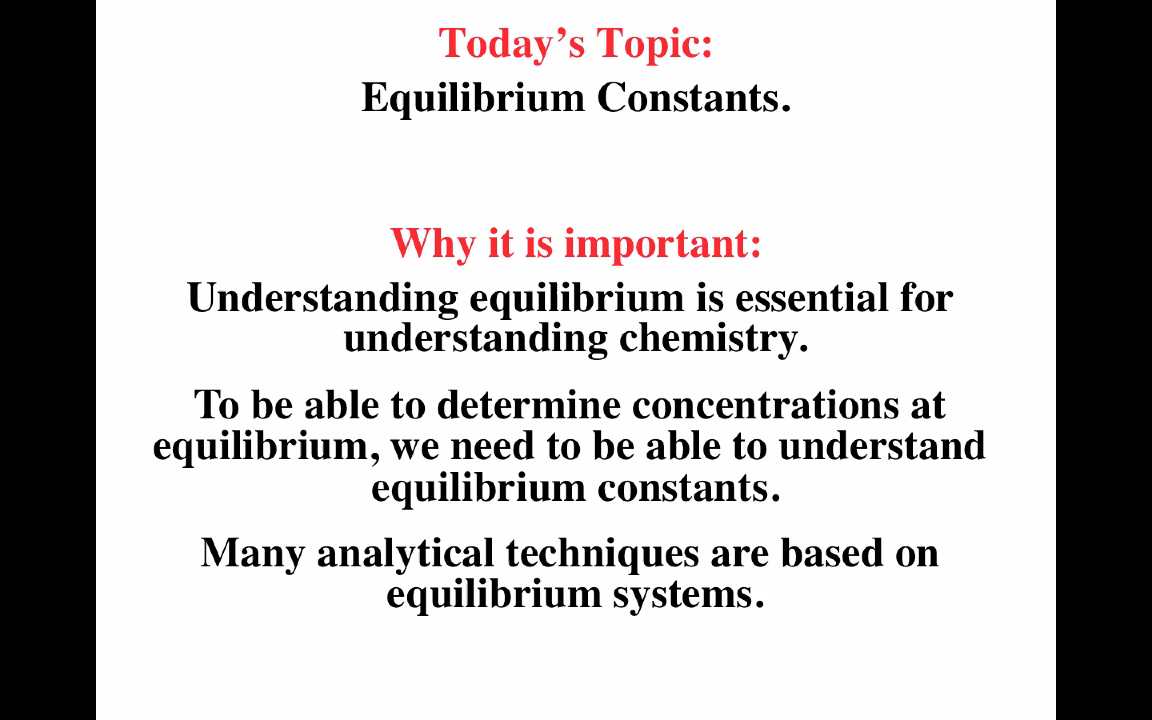 Today’s Topic:
Equilibrium Constants.
Why it is important:
Understanding equilibrium is essential for
understanding chemistry.
To be able to determine concentrations at
equilibrium, we need to be able to understand
equilibrium constants.
Many analytical techniques are based on
equilibrium systems.